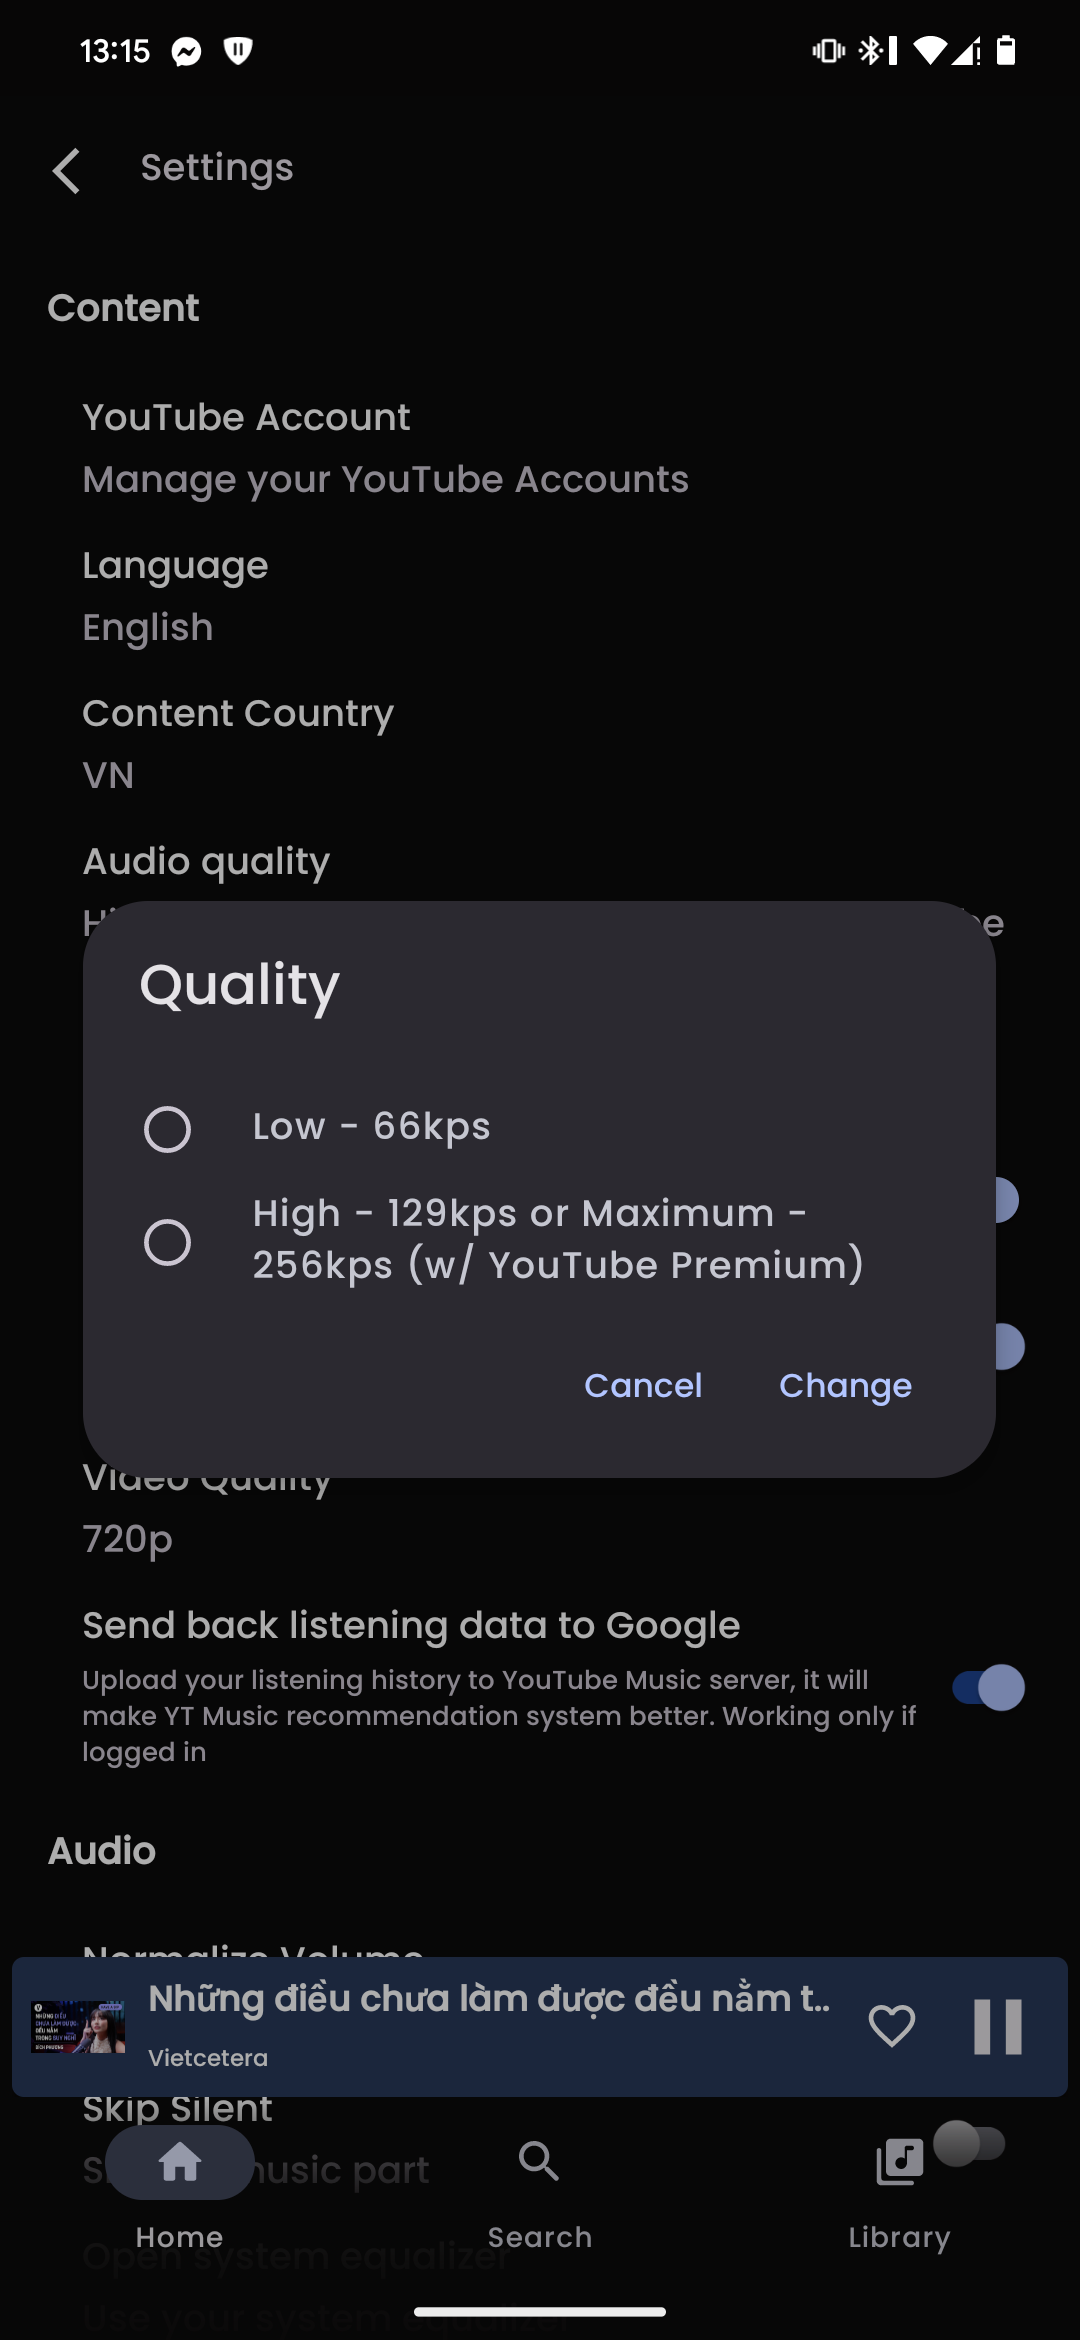 13:15
Settings
Content
YouTube Account
Manage your YouTube Accounts
Language
English
Content Country
VN
Audio quality
Quality
Low - 66kps
High - 129kps or Maximum -
256kps (w/ YouTube Premium)
Cancel
Change
Video Quality
720p
Send back listening data to Google
Upload your listening history to YouTube Music server, it will
make YT Music recommendation system better. Working only if
logged in
Audio
Normalize Volume
Những điều chưa làm được đều nằm t..
Vietcetera
Skip Silent
music part
Home
Search
Library
Open system equalizer
Use your system equalizer